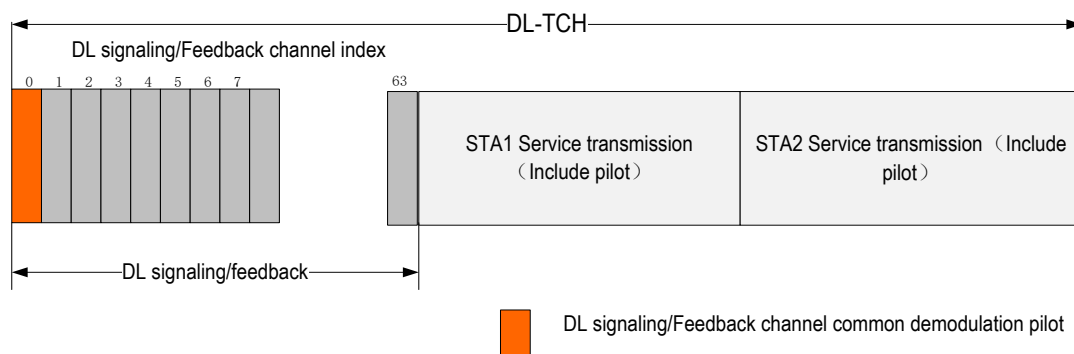 DL-TCH
DL signaling/Feedback channel index
0 1 2 3 4 5 6 7 63
STA1 Service transmission
（Include pilot）
STA2 Service transmission （Include
pilot）
DL signaling/feedback
DL signaling/Feedback channel common demodulation pilot